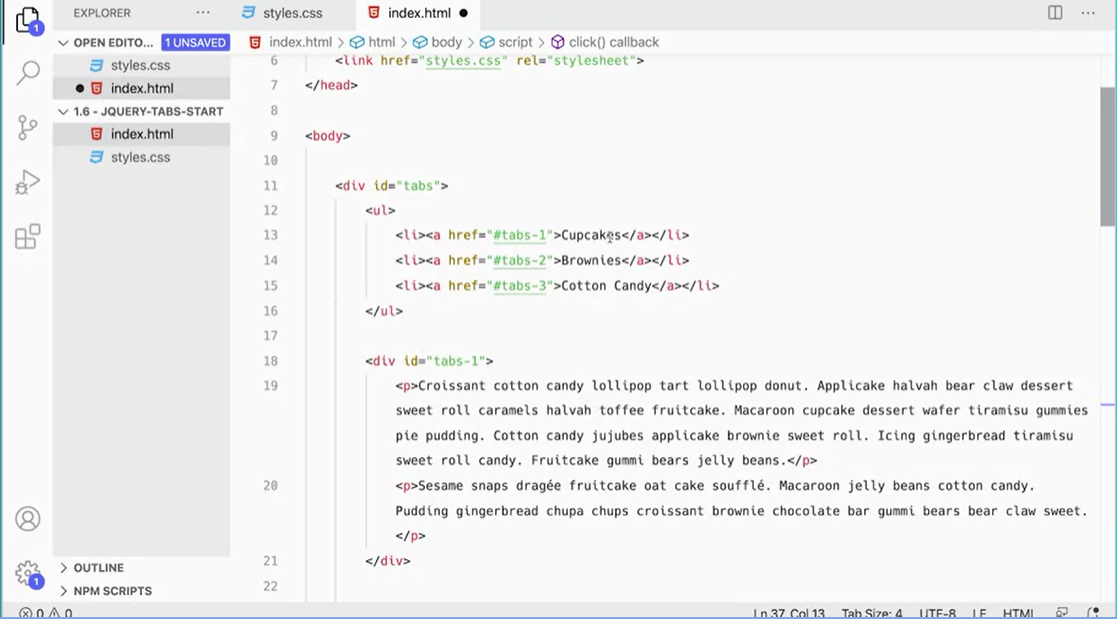 EXPLORER ···
styles.css
index.html ●
···
1
OPEN EDITO... 1 UNSAVED
index.html > html > body > script > click() callback
styles.css
● index.html
1.6 - JQUERY-TABS-START
index.html
styles.css
6 <link href="styles.css" rel="stylesheet">
7 </head>
8
9 <body>
10
11 <div id="tabs">
12 <ul>
13 <li><a href="#tabs-1">Cupcakes</a></li>
14 <li><a href="#tabs-2">Brownies</a></li>
15 <li><a href="#tabs-3">Cotton Candy</a></li>
16 </ul>
17
18 <div id="tabs-1">
19 <p>Croissant cotton candy lollipop tart lollipop donut. Applicake halvah bear claw dessert
sweet roll caramels halvah toffee fruitcake. Macaroon cupcake dessert wafer tiramisu gummies
pie pudding. Cotton candy jujubes applicake brownie sweet roll. Icing gingerbread tiramisu
sweet roll candy. Fruitcake gummi bears jelly beans.</p>
20 <p>Sesame snaps dragée fruitcake oat cake soufflé. Macaroon jelly beans cotton candy.
Pudding gingerbread chupa chups croissant brownie chocolate bar gummi bears bear claw sweet.
</p>
21 </div>
22
OUTLINE
NPM SCRIPTS
1
0 0 Ln 37, Col 13 Tab Size: 4 UTF-8 LF HTML